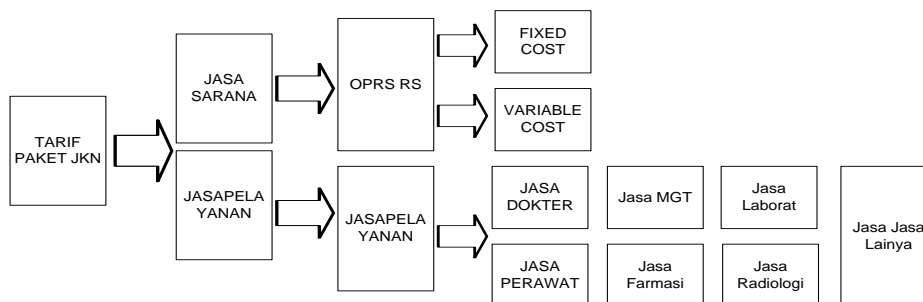 TARIF
PAKET JKN
JASA
SARANA
JASAPELA
YANAN
OPRS RS
JASAPELA
YANAN
FIXED
COST
VARIABLE
COST
JASA
DOKTER
Jasa MGT
Jasa
Laborat
JASA
PERAWAT
Jasa
Farmasi
Jasa
Radiologi
Jasa Jasa
Lainya